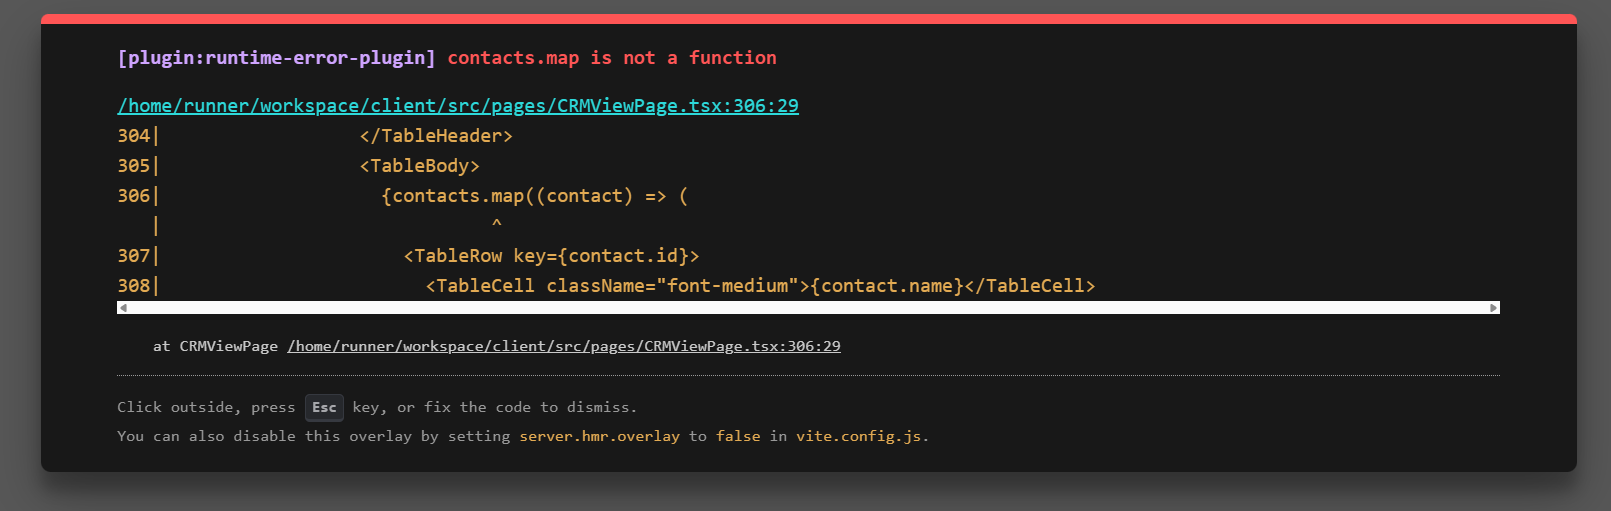 [plugin:runtime-error-plugin] contacts.map is not a function
/home/runner/workspace/client/src/pages/CRMViewPage.tsx:306:29
304|                  </TableHeader>
305|                  <TableBody>
306|                    {contacts.map((contact) => (
   |                              ^
307|                      <TableRow key={contact.id}>
308|                        <TableCell className="font-medium">{contact.name}</TableCell>
at CRMViewPage /home/runner/workspace/client/src/pages/CRMViewPage.tsx:306:29
Click outside, press Esc key, or fix the code to dismiss.
You can also disable this overlay by setting server.hmr.overlay to false in vite.config.js.